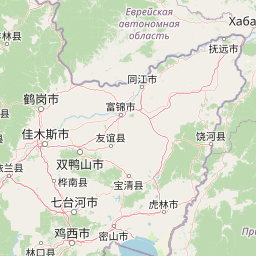 Еврейская
автономная
область
Хаба
抚远市
林县
同江市
鹤岗市
富锦市
佳木斯市
友谊县
饶河县
双鸭山市
依兰县
桦南县
宝清县
七台河市
虎林市
鸡西市
密山市
林口县